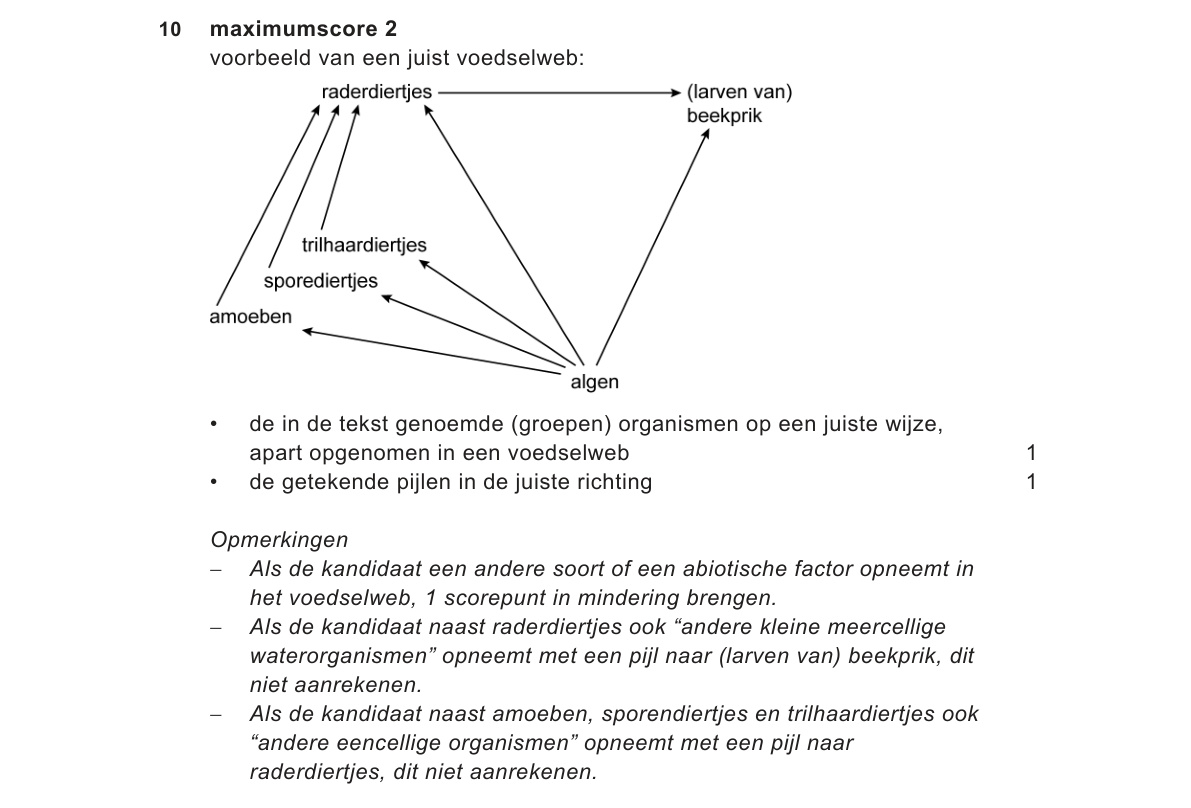 10 maximumscore 2
voorbeeld van een juist voedselweb:
raderdiertjes
(larven van)
beekprik
trilhaardiertjes
sporediertjes
amoeben
algen
• de in de tekst genoemde (groepen) organismen op een juiste wijze,
apart opgenomen in een voedselweb 1
• de getekende pijlen in de juiste richting 1
Opmerkingen
– Als de kandidaat een andere soort of een abiotische factor opneemt in
het voedselweb, 1 scorepunt in mindering brengen.
– Als de kandidaat naast raderdiertjes ook “andere kleine meercellige
waterorganismen” opneemt met een pijl naar (larven van) beekprik, dit
niet aanrekenen.
– Als de kandidaat naast amoeben, sporendiertjes en trilhaardiertjes ook
“andere eencellige organismen” opneemt met een pijl naar
raderdiertjes, dit niet aanrekenen.